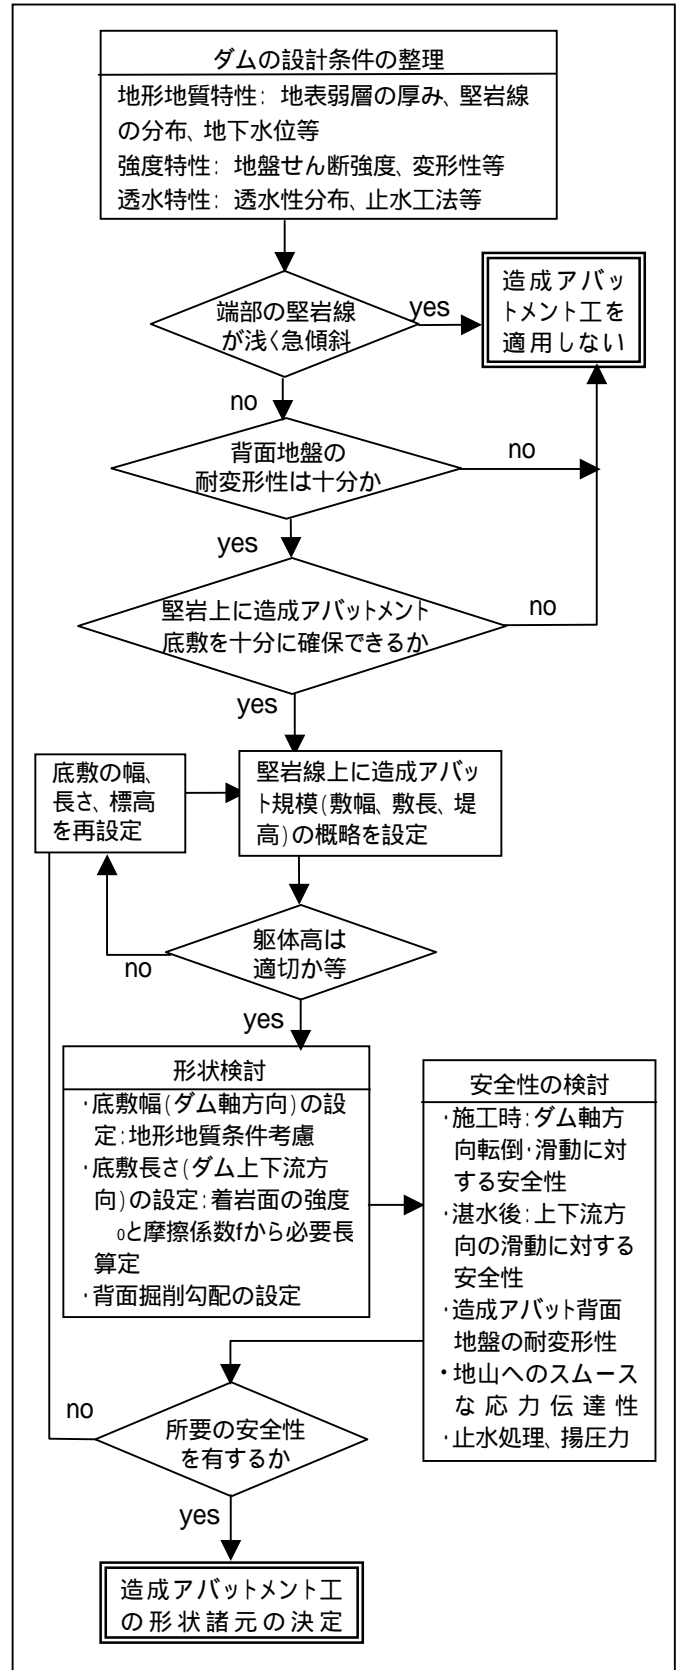 ダムの設計条件の整理
地形地質特性：地表弱層の厚み、堅岩線
の分布、地下水位等
強度特性：地盤せん断強度、変形性等
透水特性：透水性分布、止水工法等
端部の堅岩線
が浅く急傾斜
yes
造成アバッ
トメント工を
適用しない
no
背面地盤の
耐変形性は十分か
no
yes
堅岩上に造成アバットメント
底敷を十分に確保できるか
no
yes
底敷の幅、
長さ、標高
を再設定
堅岩線上に造成アバッ
ト規模(敷幅、敷長、堤
高)の概略を設定
躯体高は
適切か等
no
yes
形状検討
・底敷幅(ダム軸方向)の設
定：地形地質条件考慮
・底敷長さ(ダム上下流方
向)の設定：着岩面の強度
0と摩擦係数fから必要長
算定
・背面掘削勾配の設定
安全性の検討
・施工時：ダム軸方
向転倒・滑動に対
する安全性
・湛水後：上下流方
向の滑動に対する
安全性
・造成アバット背面
地盤の耐変形性
・地山へのスムース
な応力伝達性
・止水処理、揚圧力
所要の安全性
を有するか
no
yes
造成アバットメント工
の形状諸元の決定